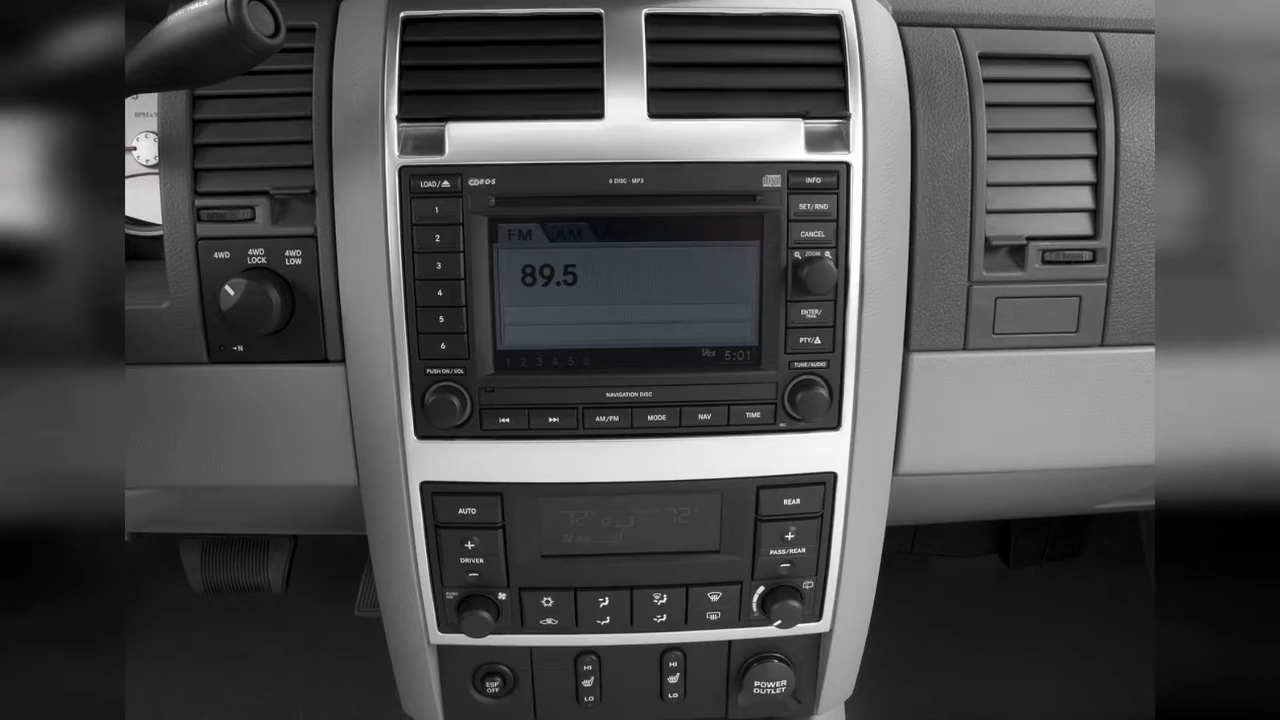 RPM x 1
4WD
4WD
LOCK
4WD
LOW
N
LOAD/
6 DISC · MP3
INFO
1
2
3
4
5
6
SET/RND
CANCEL
ZOOM
ENTER/
PTY/
FM AM
89.5
1 2 3 4 5 6
Yes 5:01
PUSH ON/VOL
TUNE/AUDIO
NAVIGATION DISC
AM/FM MODE NAV TIME
AUTO
72° 72°
REAR
+
DRIVER
−
+
PASS/REAR
−
ESP
OFF
HI
LO
HI
LO
POWER
OUTLET